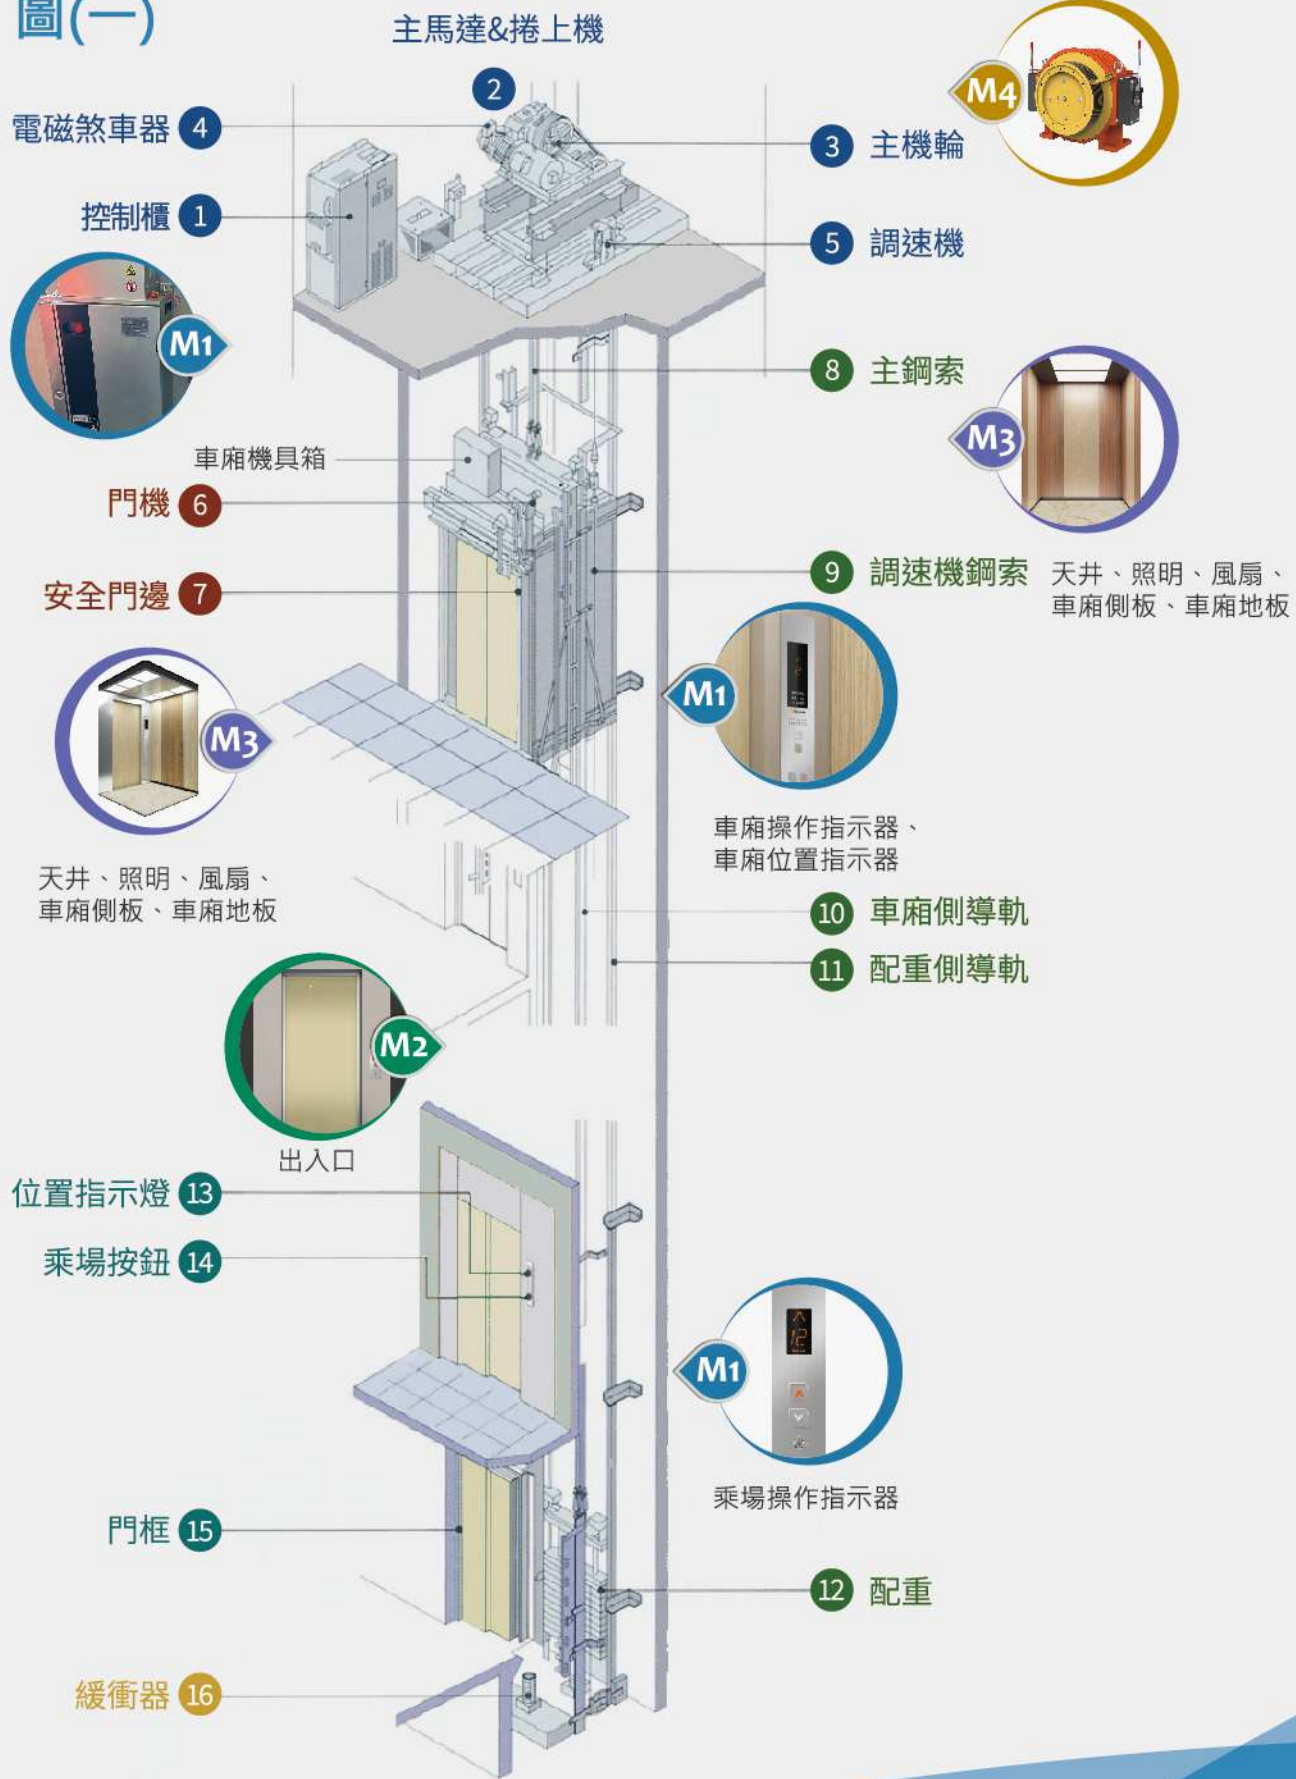 圖(一)
主馬達&捲上機
2
M4
電磁煞車器 4
3 主機輪
控制櫃 1
5 調速機
M1
8 主鋼索
M3
車廂機具箱
門機 6
9 調速機鋼索
天井、照明、風扇、
車廂側板、車廂地板
安全門邊 7
M1
M3
車廂操作指示器、
車廂位置指示器
天井、照明、風扇、
車廂側板、車廂地板
10 車廂側導軌
11 配重側導軌
M2
出入口
位置指示燈 13
乘場按鈕 14
12
M1
乘場操作指示器
門框 15
12 配重
緩衝器 16